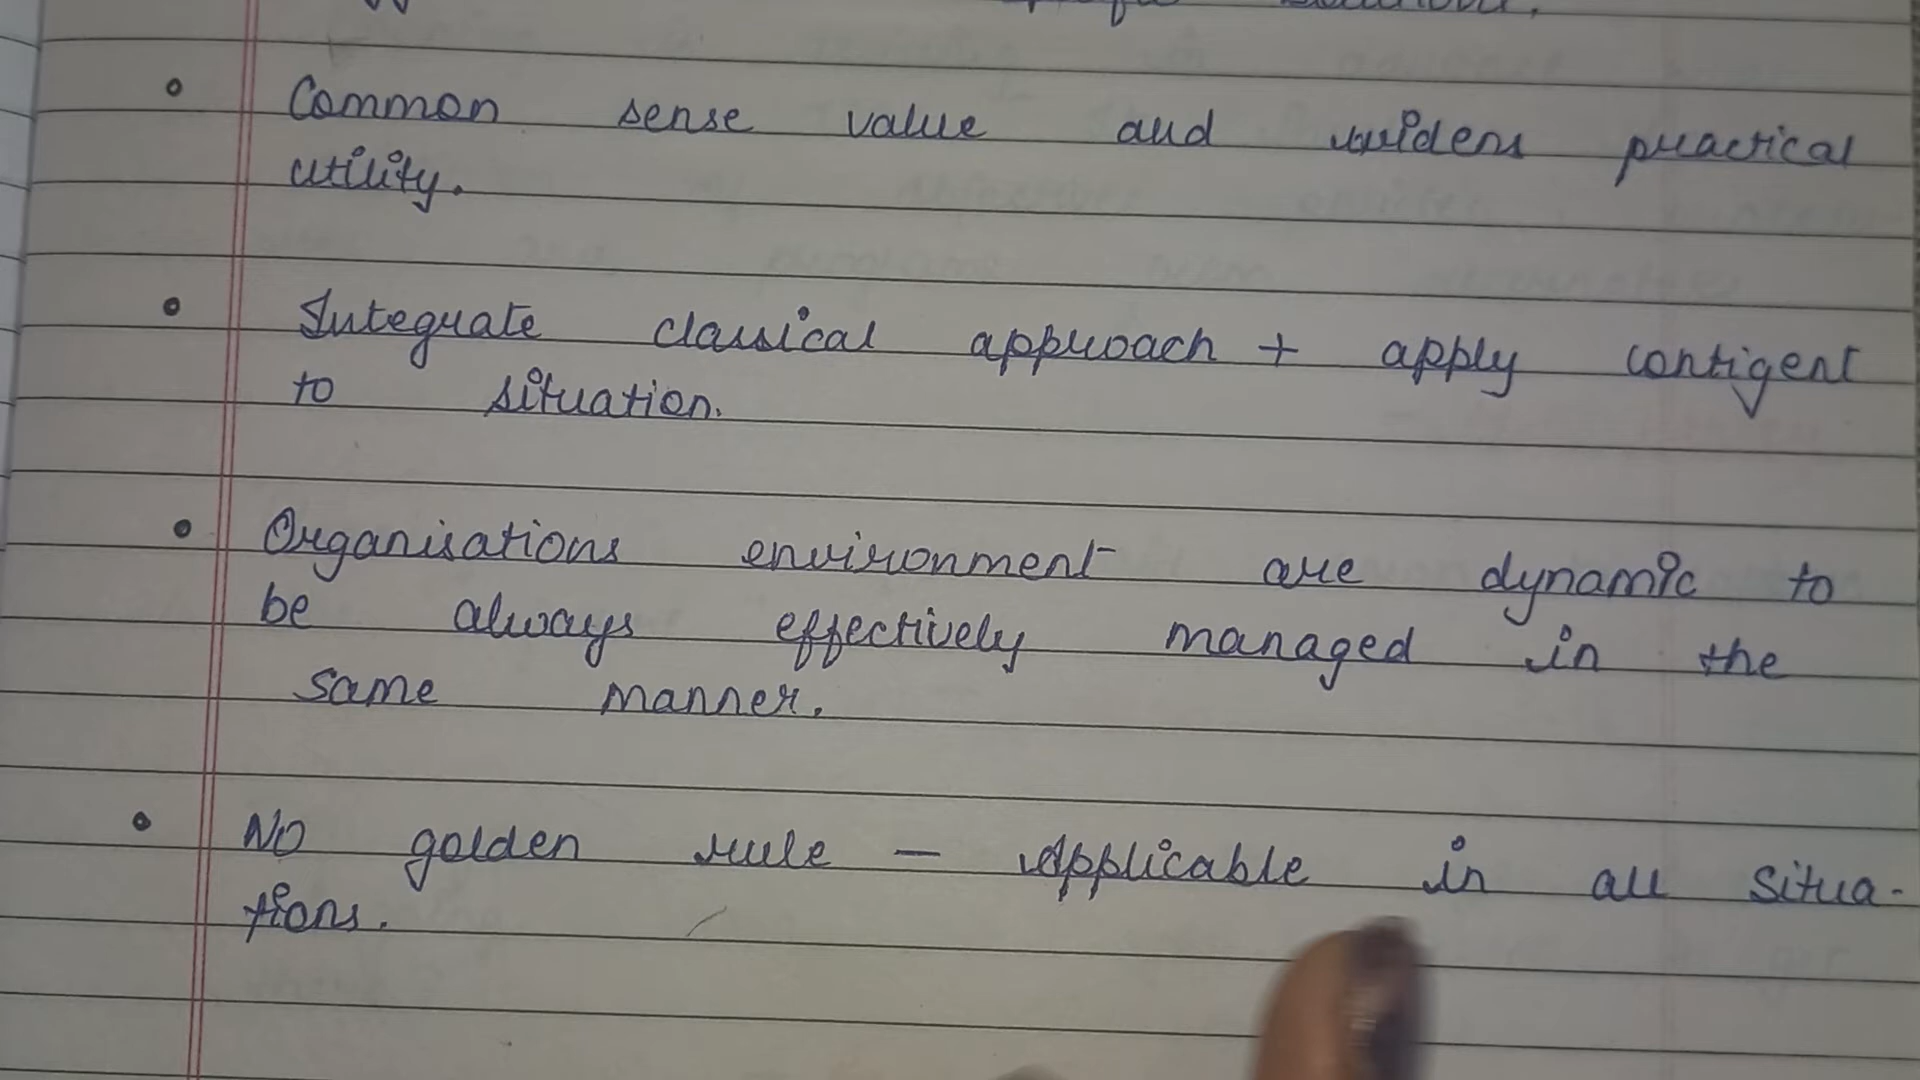 • Common sense value and widens practical
utility.
• Integrate classical approach + apply contigent
to situation.
• Organisations environment are dynamic to
be always effectively managed in the
same manner.
• No golden rule – applicable in all situa-
tions.